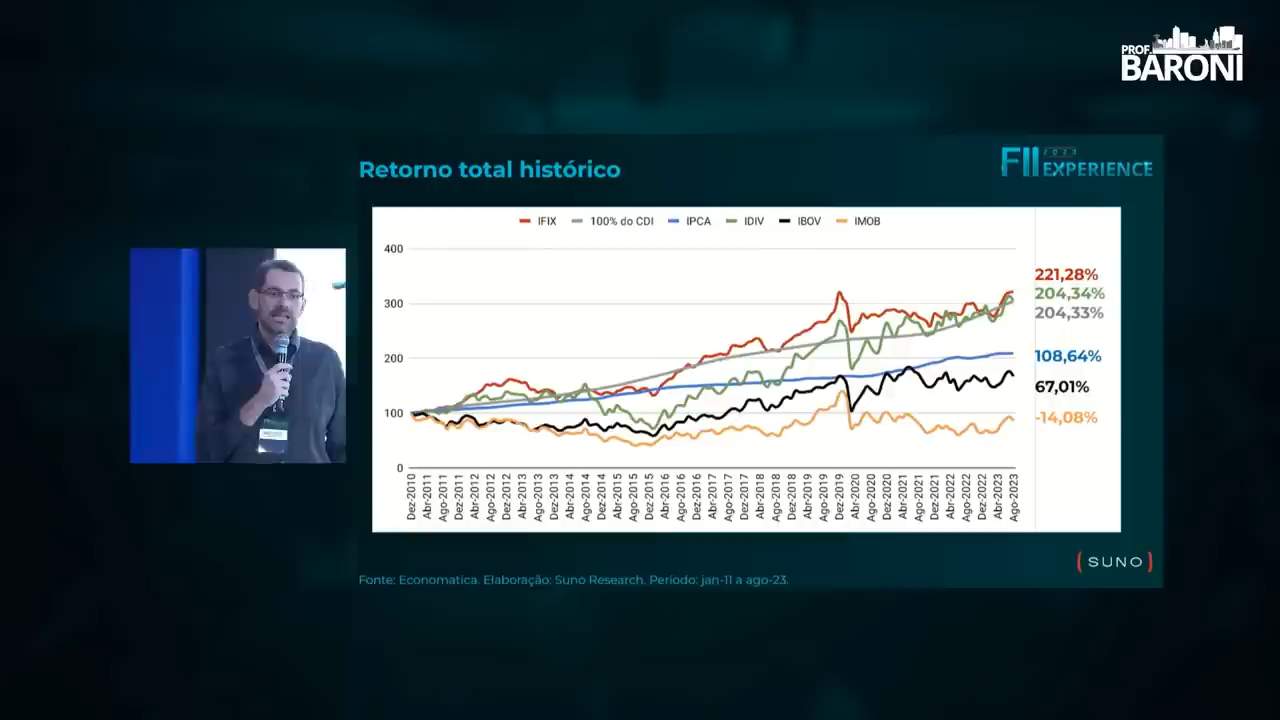 PROF.
BARONI
Retorno total histórico
FII 2023 EXPERIENCE
IFIX 100% do CDI IPCA IDIV IBOV IMOB
400
300
200
100
0
221,28%
204,34%
204,33%
108,64%
67,01%
-14,08%
Dez-2010
Abr-2011
Ago-2011
Dez-2011
Abr-2012
Ago-2012
Dez-2012
Abr-2013
Ago-2013
Dez-2013
Abr-2014
Ago-2014
Dez-2014
Abr-2015
Ago-2015
Dez-2015
Abr-2016
Ago-2016
Dez-2016
Abr-2017
Ago-2017
Dez-2017
Abr-2018
Ago-2018
Dez-2018
Abr-2019
Ago-2019
Dez-2019
Abr-2020
Ago-2020
Dez-2020
Abr-2021
Ago-2021
Dez-2021
Abr-2022
Ago-2022
Dez-2022
Abr-2023
Ago-2023
(SUNO)
Fonte: Economatica. Elaboração: Suno Research. Período: jan-11 a ago-23.